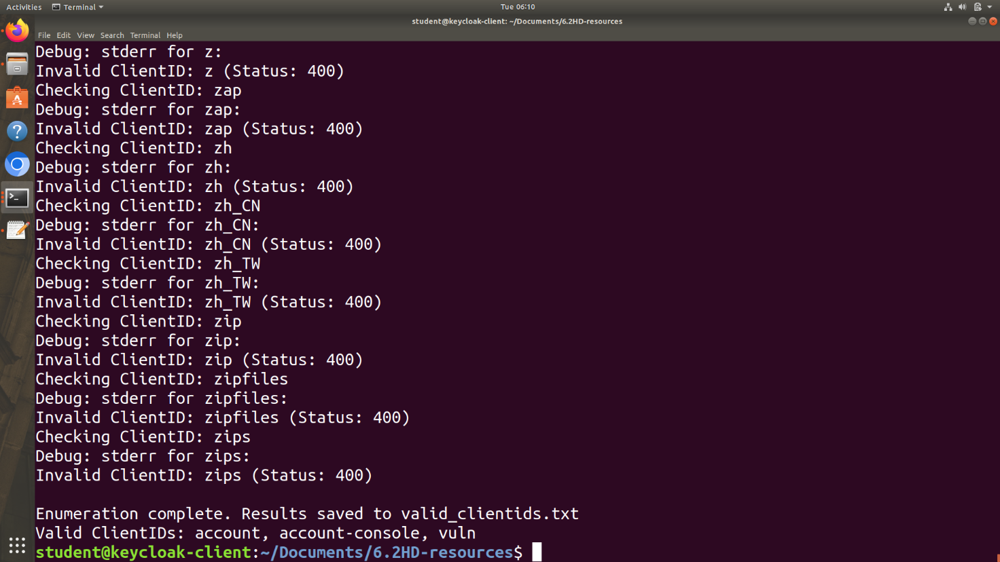 Activities Terminal Tue 06:10
student@keycloak-client: ~/Documents/6.2HD-resources
File Edit View Search Terminal Help
Debug: stderr for z:
Invalid ClientID: z (Status: 400)
Checking ClientID: zap
Debug: stderr for zap:
Invalid ClientID: zap (Status: 400)
Checking ClientID: zh
Debug: stderr for zh:
Invalid ClientID: zh (Status: 400)
Checking ClientID: zh_CN
Debug: stderr for zh_CN:
Invalid ClientID: zh_CN (Status: 400)
Checking ClientID: zh_TW
Debug: stderr for zh_TW:
Invalid ClientID: zh_TW (Status: 400)
Checking ClientID: zip
Debug: stderr for zip:
Invalid ClientID: zip (Status: 400)
Checking ClientID: zipfiles
Debug: stderr for zipfiles:
Invalid ClientID: zipfiles (Status: 400)
Checking ClientID: zips
Debug: stderr for zips:
Invalid ClientID: zips (Status: 400)
Enumeration complete. Results saved to valid_clientids.txt
Valid ClientIDs: account, account-console, vuln
student@keycloak-client:~/Documents/6.2HD-resources$